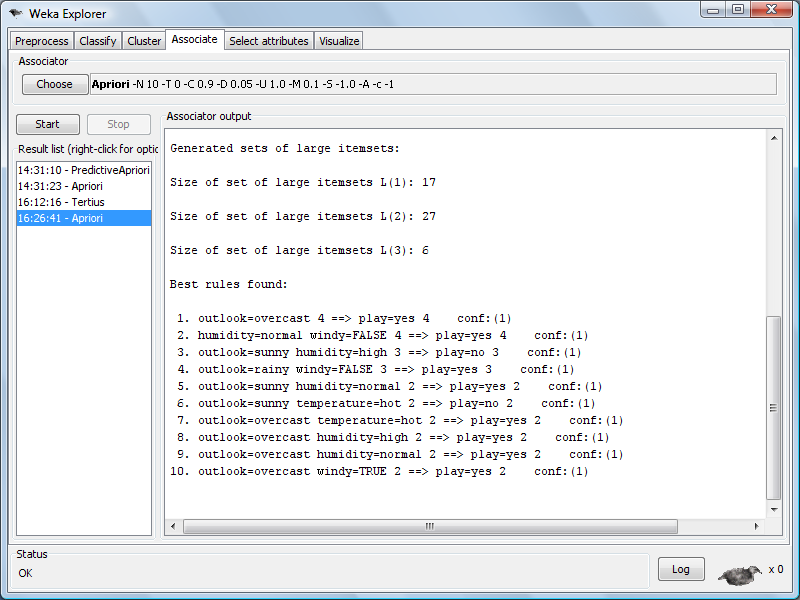 Weka Explorer
Preprocess Classify Cluster Associate Select attributes Visualize
Associator
Choose Apriori -N 10 -T 0 -C 0.9 -D 0.05 -U 1.0 -M 0.1 -S -1.0 -A -c -1
Start Stop
Result list (right-click for optic
14:31:10 - PredictiveApriori
14:31:23 - Apriori
16:12:16 - Tertius
16:26:41 - Apriori
Associator output
Generated sets of large itemsets:
Size of set of large itemsets L(1): 17
Size of set of large itemsets L(2): 27
Size of set of large itemsets L(3): 6
Best rules found:
1. outlook=overcast 4 ==> play=yes 4 conf:(1)
2. humidity=normal windy=FALSE 4 ==> play=yes 4 conf:(1)
3. outlook=sunny humidity=high 3 ==> play=no 3 conf:(1)
4. outlook=rainy windy=FALSE 3 ==> play=yes 3 conf:(1)
5. outlook=sunny humidity=normal 2 ==> play=yes 2 conf:(1)
6. outlook=sunny temperature=hot 2 ==> play=no 2 conf:(1)
7. outlook=overcast temperature=hot 2 ==> play=yes 2 conf:(1)
8. outlook=overcast humidity=high 2 ==> play=yes 2 conf:(1)
9. outlook=overcast humidity=normal 2 ==> play=yes 2 conf:(1)
10. outlook=overcast windy=TRUE 2 ==> play=yes 2 conf:(1)
Status
OK
Log
x 0